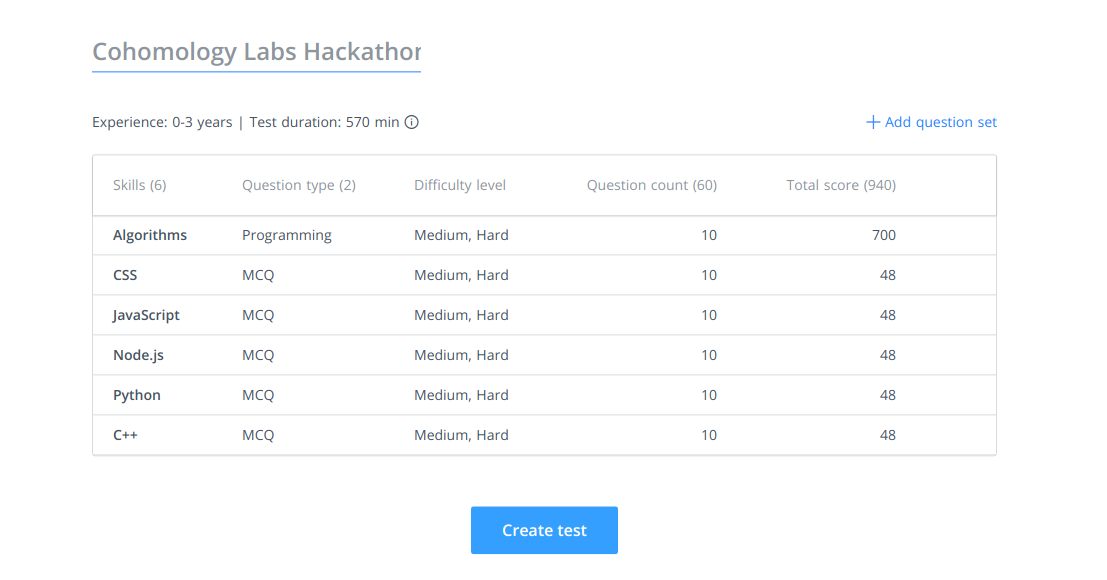 Cohomology Labs Hackathon
Experience: 0-3 years | Test duration: 570 min
Add question set
Skills (6) Question type (2) Difficulty level Question count (60) Total score (940)
Algorithms Programming Medium, Hard 10 700
CSS MCQ Medium, Hard 10 48
JavaScript MCQ Medium, Hard 10 48
Node.js MCQ Medium, Hard 10 48
Python MCQ Medium, Hard 10 48
C++ MCQ Medium, Hard 10 48
Create test